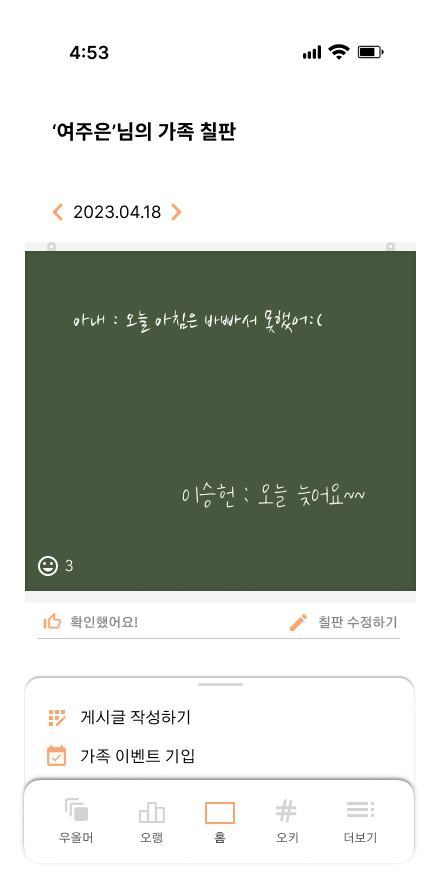 4:53
‘여주은’님의 가족 칠판
2023.04.18
아내 : 오늘 아침은 바빠서 못했어:(
이승헌 : 오늘 늦어요~~
3
확인했어요!
칠판 수정하기
게시글 작성하기
가족 이벤트 기입
우올머
오랭
홈
오키
더보기